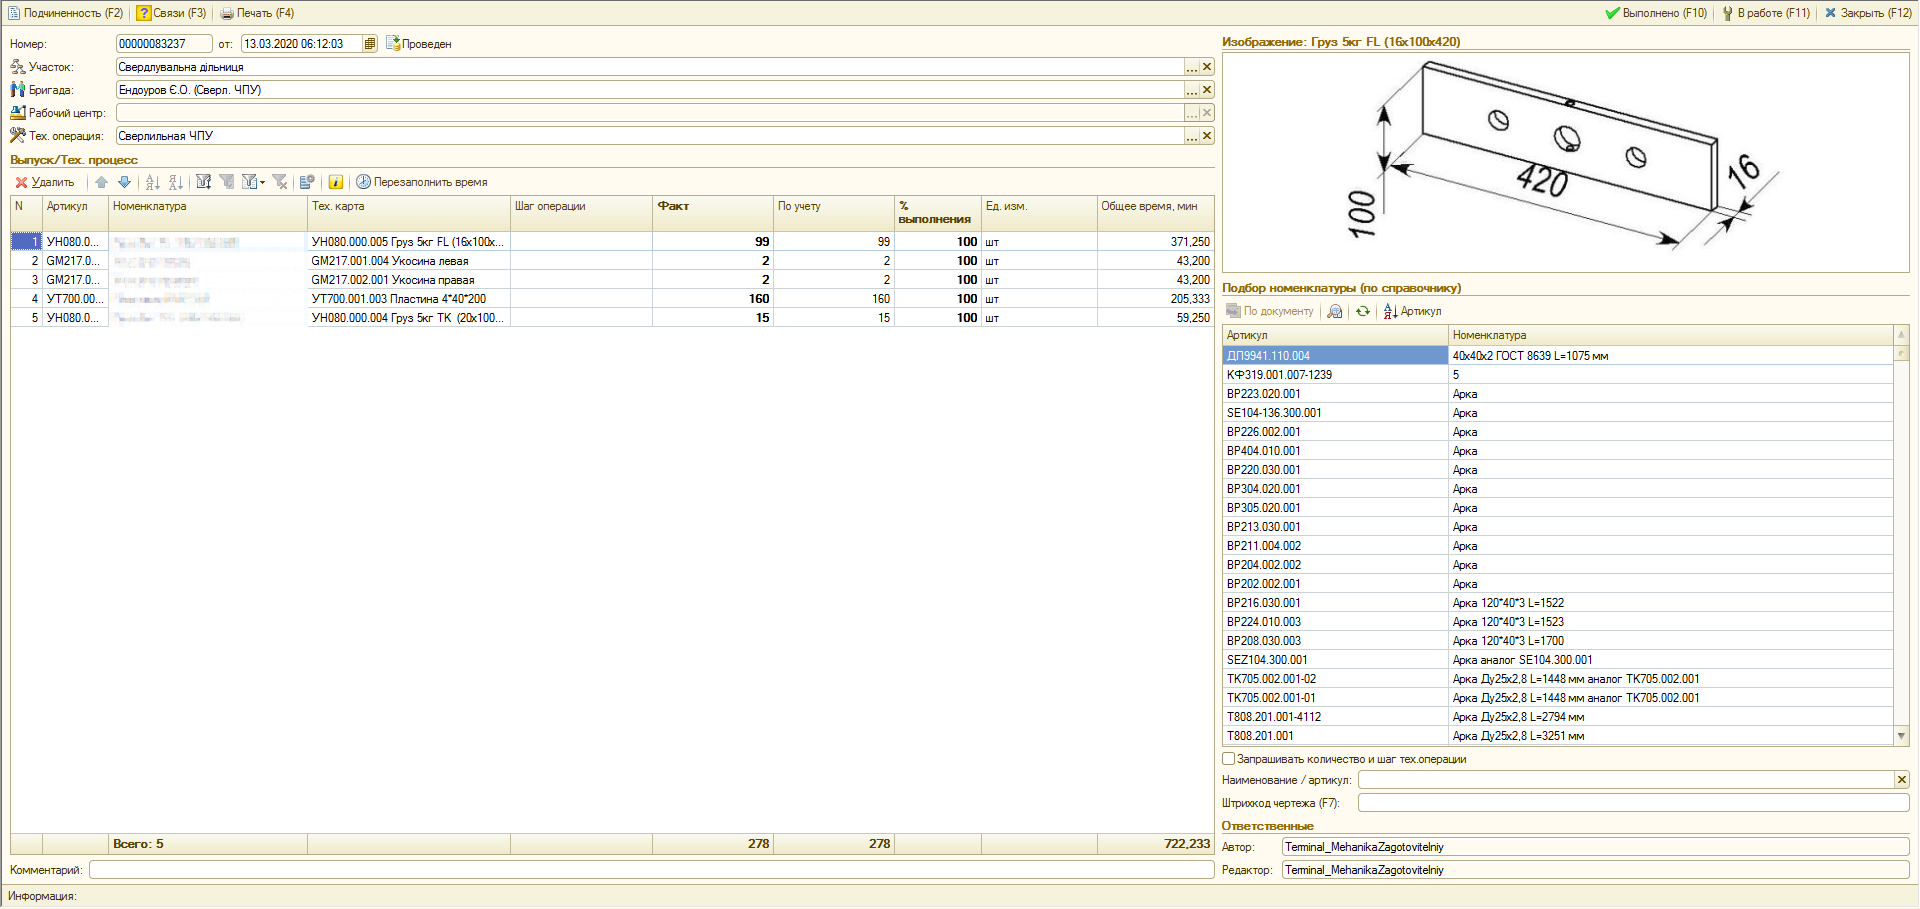 Подчиненность (F2) Связи (F3) Печать (F4) Выполнено (F10) В работе (F11) Закрыть (F12)
Номер: 00000083237 от: 13.03.2020 06:12:03 Проведен
Участок: Свердлувальна дільниця
Бригада: Ендоуров Є.О. (Сверл. ЧПУ)
Рабочий центр:
Тех. операция: Сверлильная ЧПУ
Выпуск/Тех. процесс
Удалить Перезаполнить время
N Артикул Номенклатура Тех. карта Шаг операции Факт По учету % выполнения Ед. изм. Общее время, мин
1 УН080.0... УН080.000.005 Груз 5кг FL (16х100х... 99 99 100 шт 371,250
2 GM217.0... GM217.001.004 Укосина левая 2 2 100 шт 43,200
3 GM217.0... GM217.002.001 Укосина правая 2 2 100 шт 43,200
4 УТ700.00... УТ700.001.003 Пластина 4*40*200 160 160 100 шт 205,333
5 УН080.0... УН080.000.004 Груз 5кг ТК (20х100... 15 15 100 шт 59,250
Всего: 5 278 278 722,233
Комментарий:
Информация:
Изображение: Груз 5кг FL (16х100х420)
100
420
16
Подбор номенклатуры (по справочнику)
По документу Артикул
Артикул Номенклатура
ДП9941.110.004 40х40х2 ГОСТ 8639 L=1075 мм
КФ319.001.007-1239 5
ВР223.020.001 Арка
SE104-136.300.001 Арка
ВР226.002.001 Арка
ВР404.010.001 Арка
ВР220.030.001 Арка
ВР304.020.001 Арка
ВР305.020.001 Арка
ВР213.030.001 Арка
ВР211.004.002 Арка
ВР204.002.002 Арка
ВР202.002.001 Арка
ВР216.030.001 Арка 120*40*3 L=1522
ВР224.010.003 Арка 120*40*3 L=1523
ВР208.030.003 Арка 120*40*3 L=1700
SEZ104.300.001 Арка аналог SE104.300.001
ТК705.002.001-02 Арка Ду25х2,8 L=1448 мм аналог ТК705.002.001
ТК705.002.001-01 Арка Ду25х2,8 L=1448 мм аналог ТК705.002.001
Т808.201.001-4112 Арка Ду25х2,8 L=2794 мм
Т808.201.001 Арка Ду25х2,8 L=3251 мм
Запрашивать количество и шаг тех.операции
Наименование / артикул:
Штрихкод чертежа (F7):
Ответственные
Автор: Terminal_MehanikaZagotovitelniy
Редактор: Terminal_MehanikaZagotovitelniy